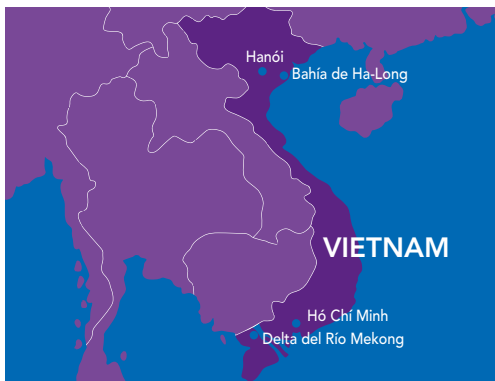 Hanói
Bahía de Ha-Long
VIETNAM
Hó Chí Minh
Delta del Río Mekong